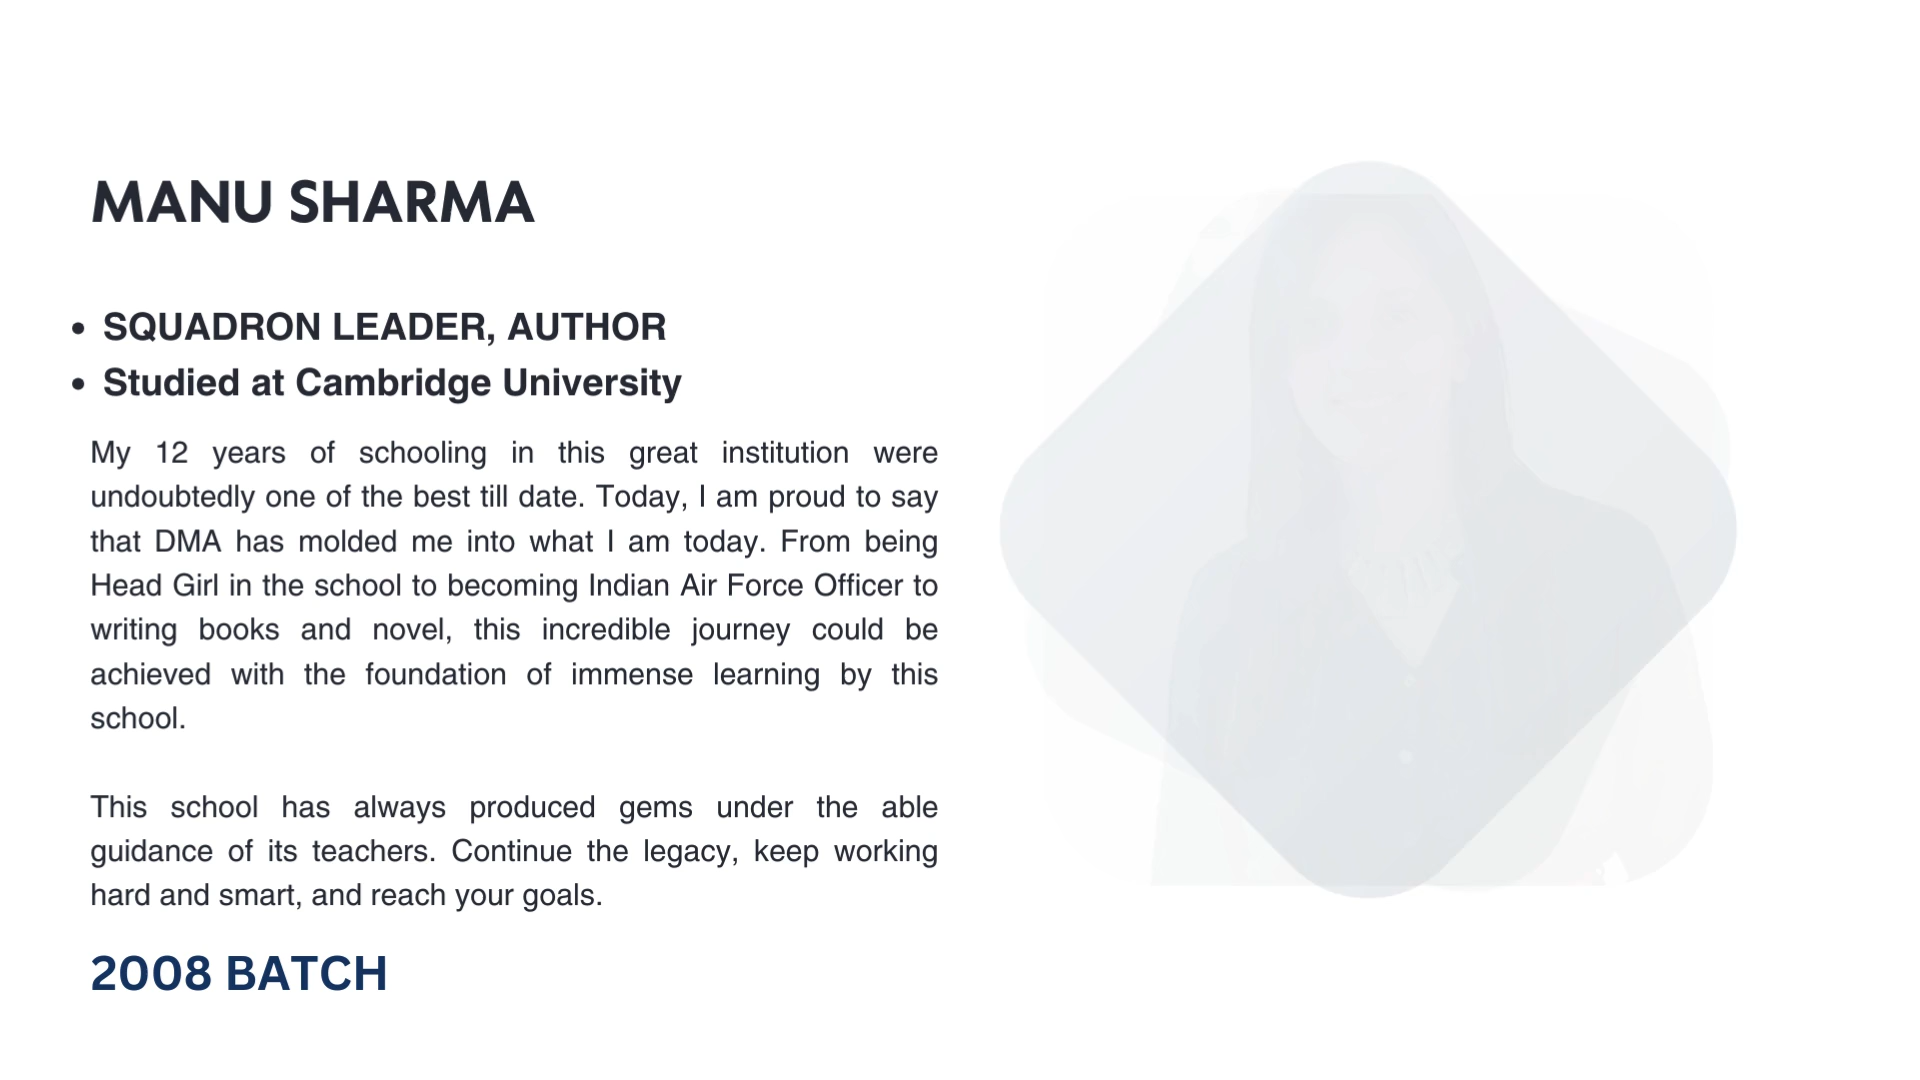 MANU SHARMA
• SQUADRON LEADER, AUTHOR
• Studied at Cambridge University
My 12 years of schooling in this great institution were
undoubtedly one of the best till date. Today, I am proud to say
that DMA has molded me into what I am today. From being
Head Girl in the school to becoming Indian Air Force Officer to
writing books and novel, this incredible journey could be
achieved with the foundation of immense learning by this
school.
This school has always produced gems under the able
guidance of its teachers. Continue the legacy, keep working
hard and smart, and reach your goals.
2008 BATCH